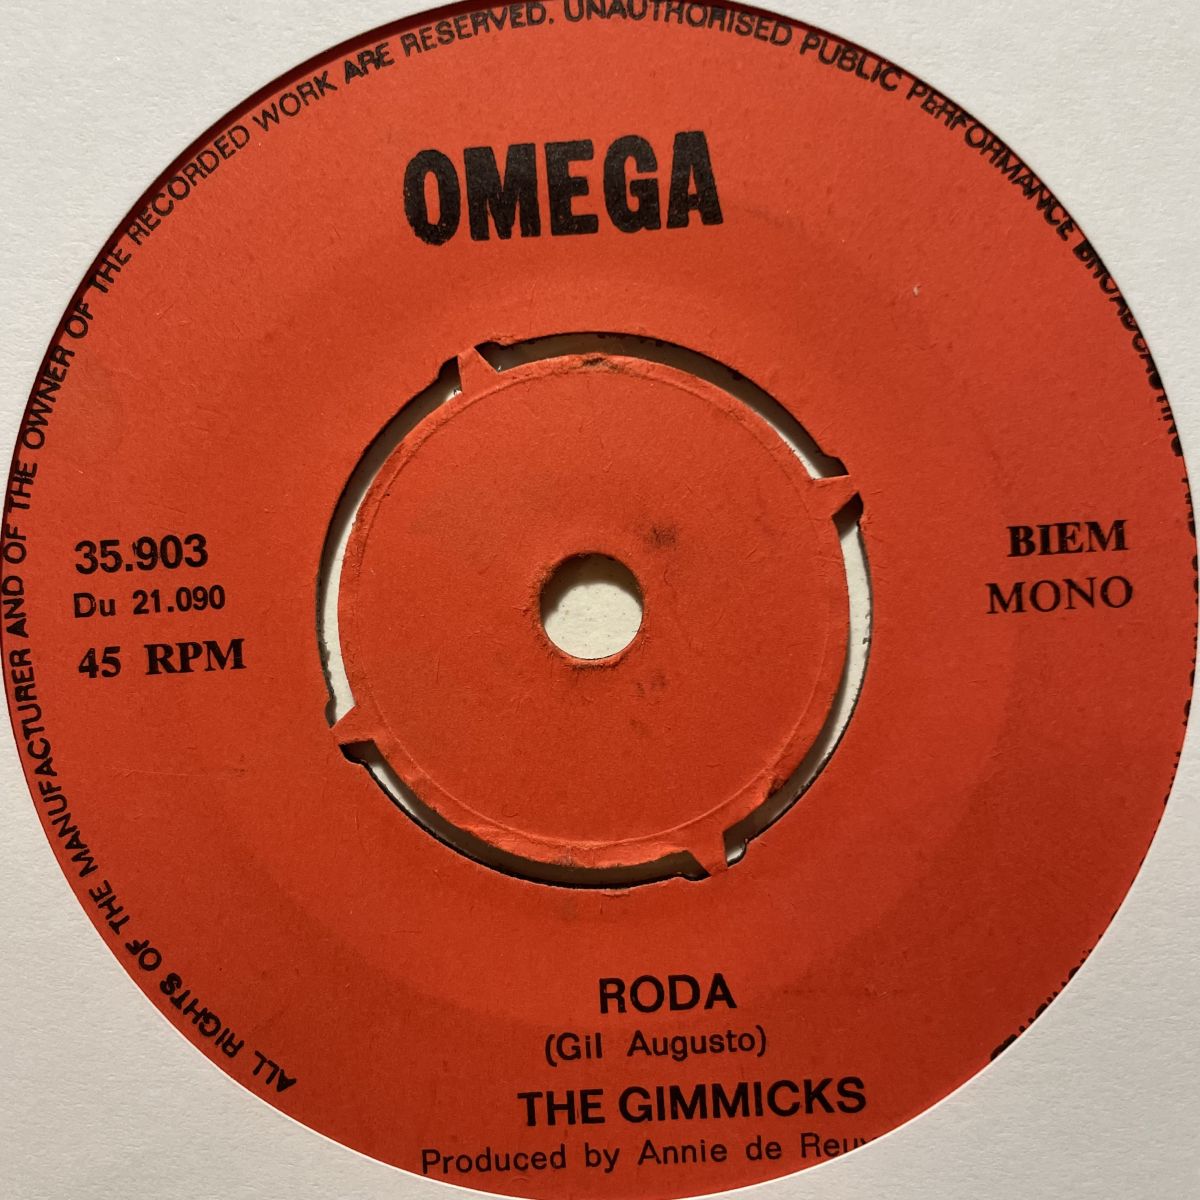 ALL RIGHTS OF THE MANUFACTURER AND OF THE OWNER OF THE RECORDED WORK ARE RESERVED. UNAUTHORISED PUBLIC PERFORMANCE BROADCASTING
OMEGA
35.903
Du 21.090
45 RPM
BIEM
MONO
RODA
(Gil Augusto)
THE GIMMICKS
Produced by Annie de